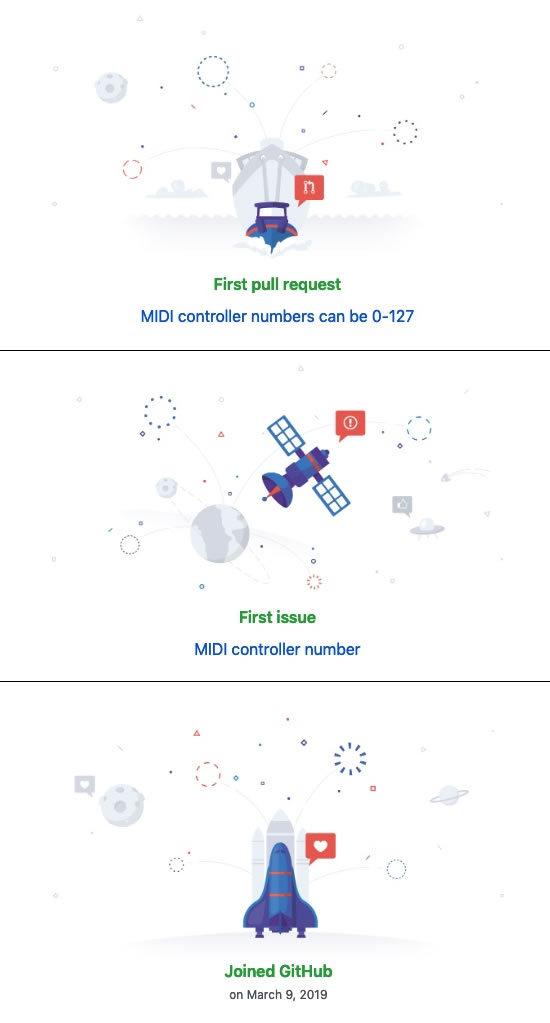 First pull request
MIDI controller numbers can be 0-127
First issue
MIDI controller number
Joined GitHub
on March 9, 2019